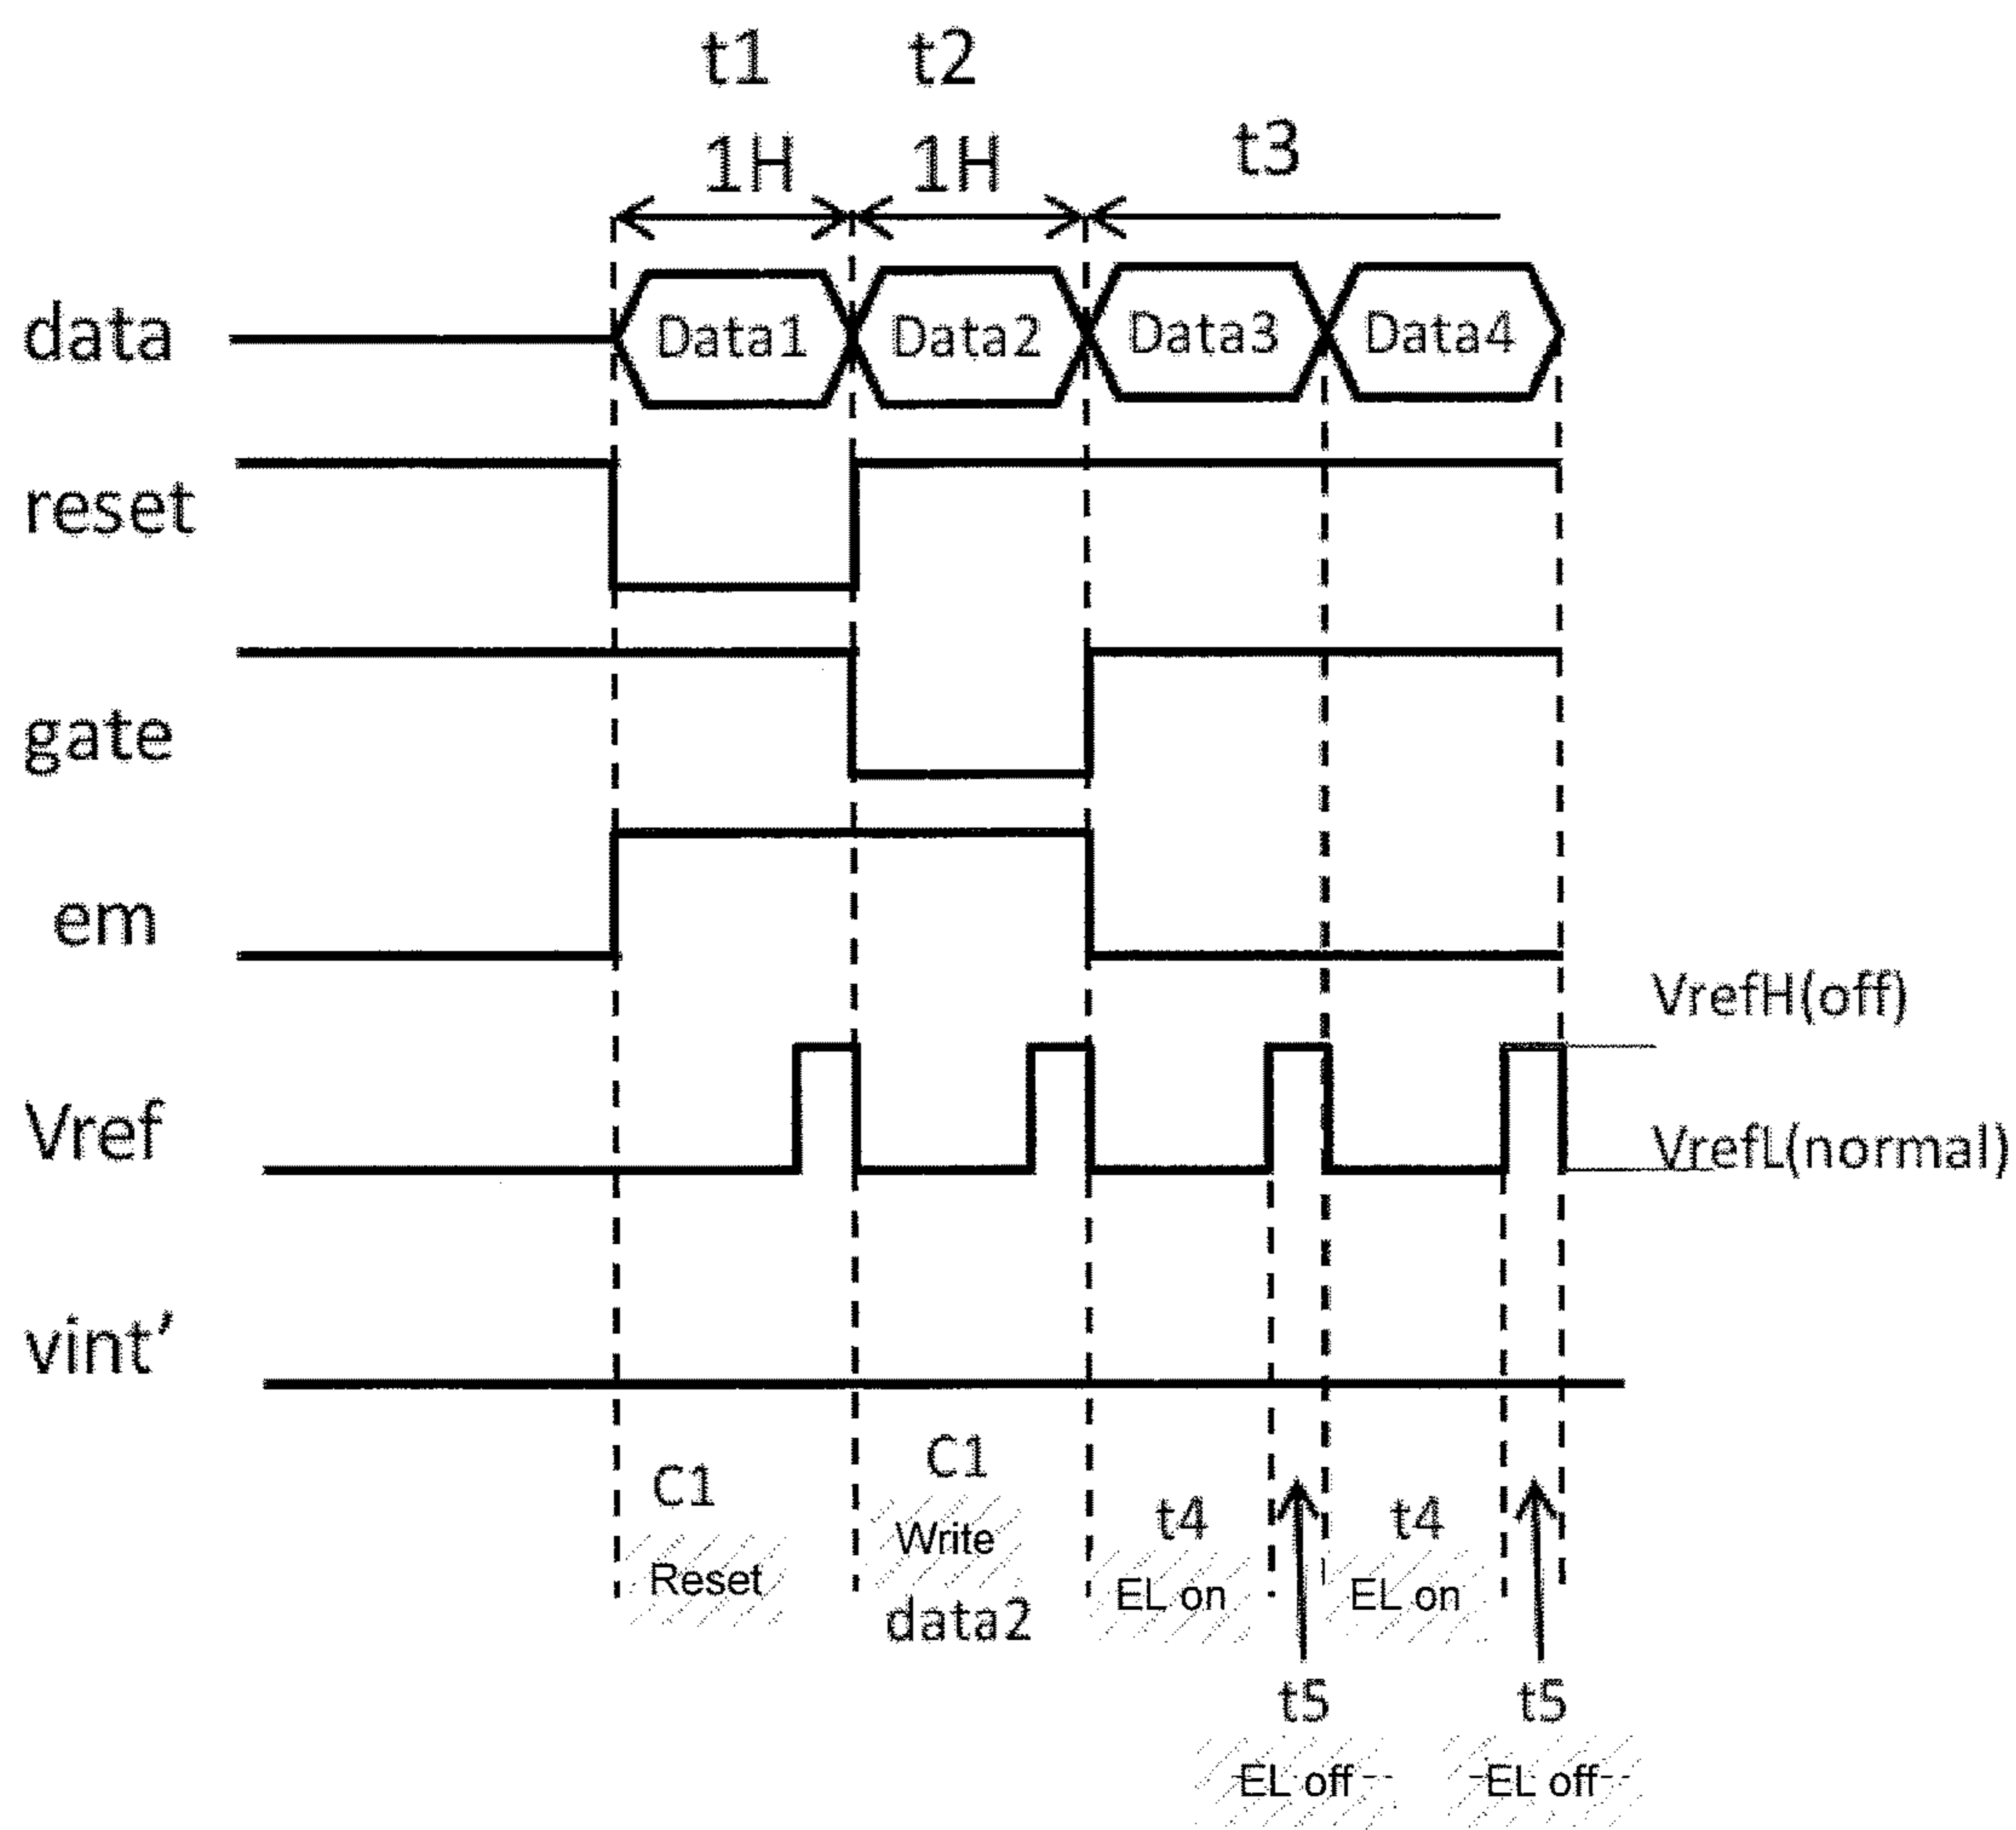 t1 t2
1H 1H t3
data Data1 Data2 Data3 Data4
reset
gate
em
VrefH(off)
Vref VrefL(normal)
vint’
C1 C1
Reset Write t4 t4
data2 EL on EL on
t5 t5
EL off EL off